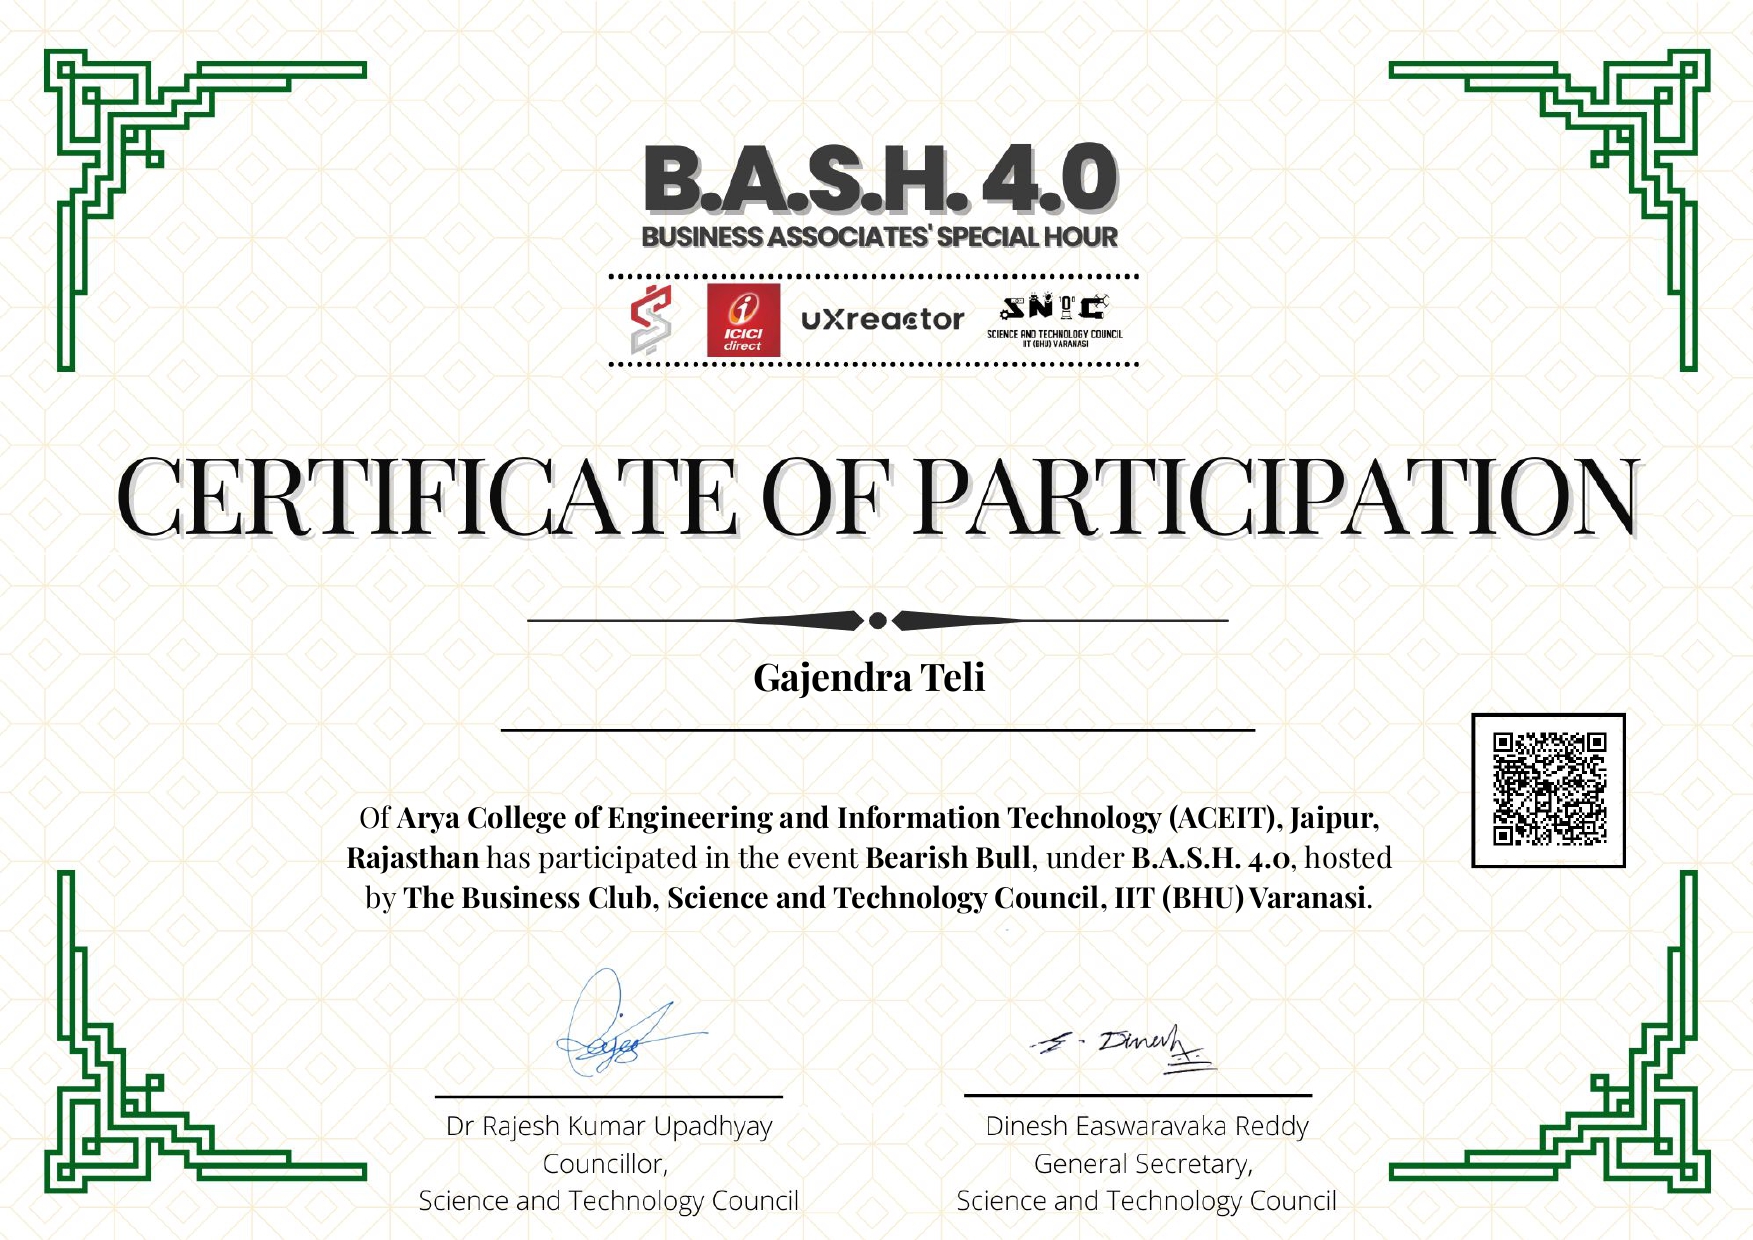 B.A.S.H. 4.0
BUSINESS ASSOCIATES' SPECIAL HOUR
ICICI
direct
uXreactor
SNTC
SCIENCE AND TECHNOLOGY COUNCIL
IIT (BHU) VARANASI
CERTIFICATE OF PARTICIPATION
Gajendra Teli
Of Arya College of Engineering and Information Technology (ACEIT), Jaipur,
Rajasthan has participated in the event Bearish Bull, under B.A.S.H. 4.0, hosted
by The Business Club, Science and Technology Council, IIT (BHU) Varanasi.
Dinesh
Dr Rajesh Kumar Upadhyay
Councillor,
Science and Technology Council
Dinesh Easwaravaka Reddy
General Secretary,
Science and Technology Council